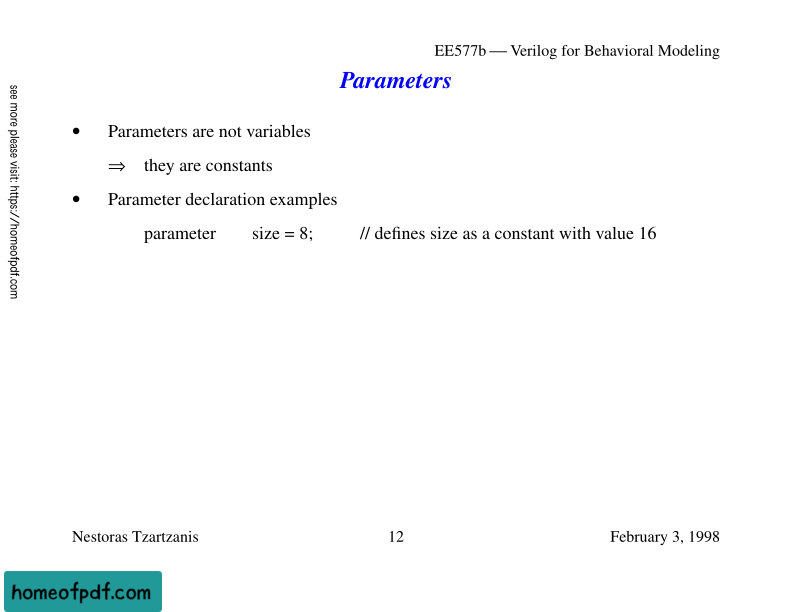 EE577b — Verilog for Behavioral Modeling
Parameters
• Parameters are not variables
⇒ they are constants
• Parameter declaration examples
parameter size = 8; // defines size as a constant with value 16
Nestoras Tzartzanis 12 February 3, 1998
see more please visit: https://homeofpdf.com
homeofpdf.com